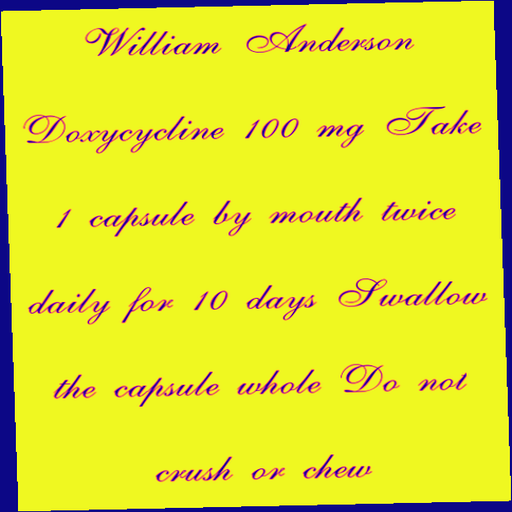 William Anderson
Doxycycline 100 mg Take
1 capsule by mouth twice
daily for 10 days Swallow
the capsule whole Do not
crush or chew